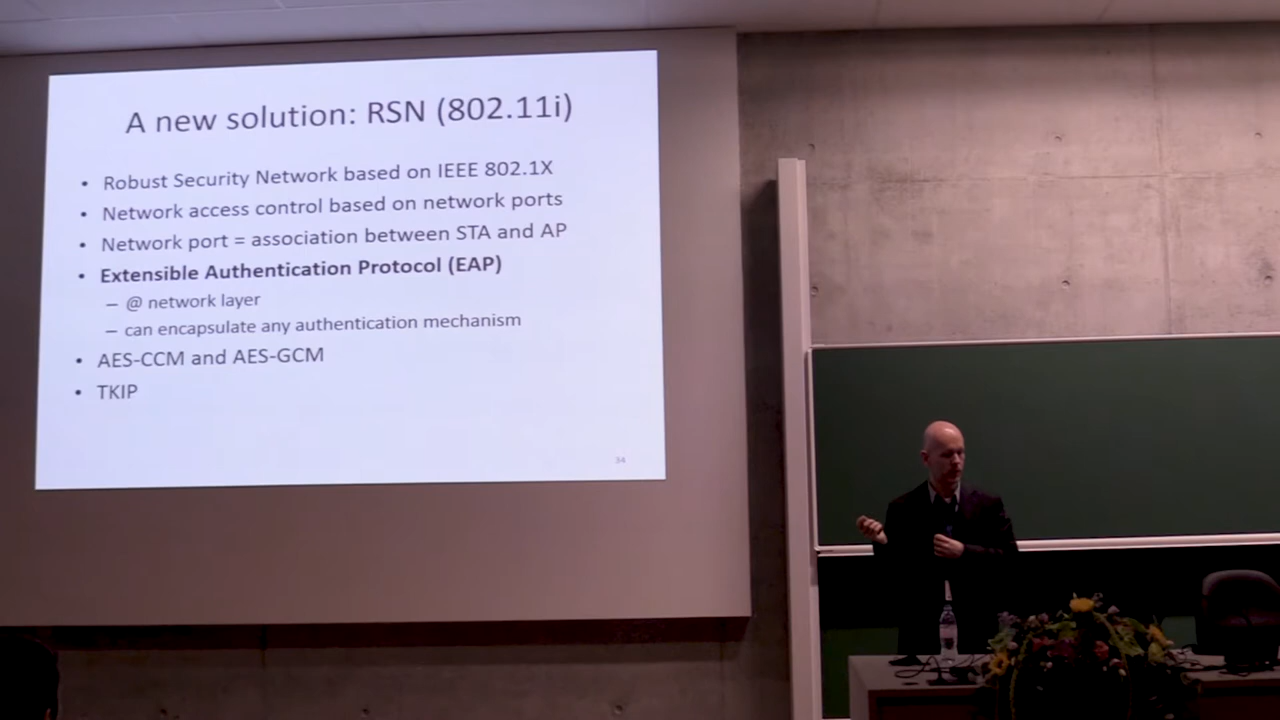 A new solution: RSN (802.11i)
• Robust Security Network based on IEEE 802.1X
• Network access control based on network ports
• Network port = association between STA and AP
• Extensible Authentication Protocol (EAP)
– @ network layer
– can encapsulate any authentication mechanism
• AES-CCM and AES-GCM
• TKIP
34